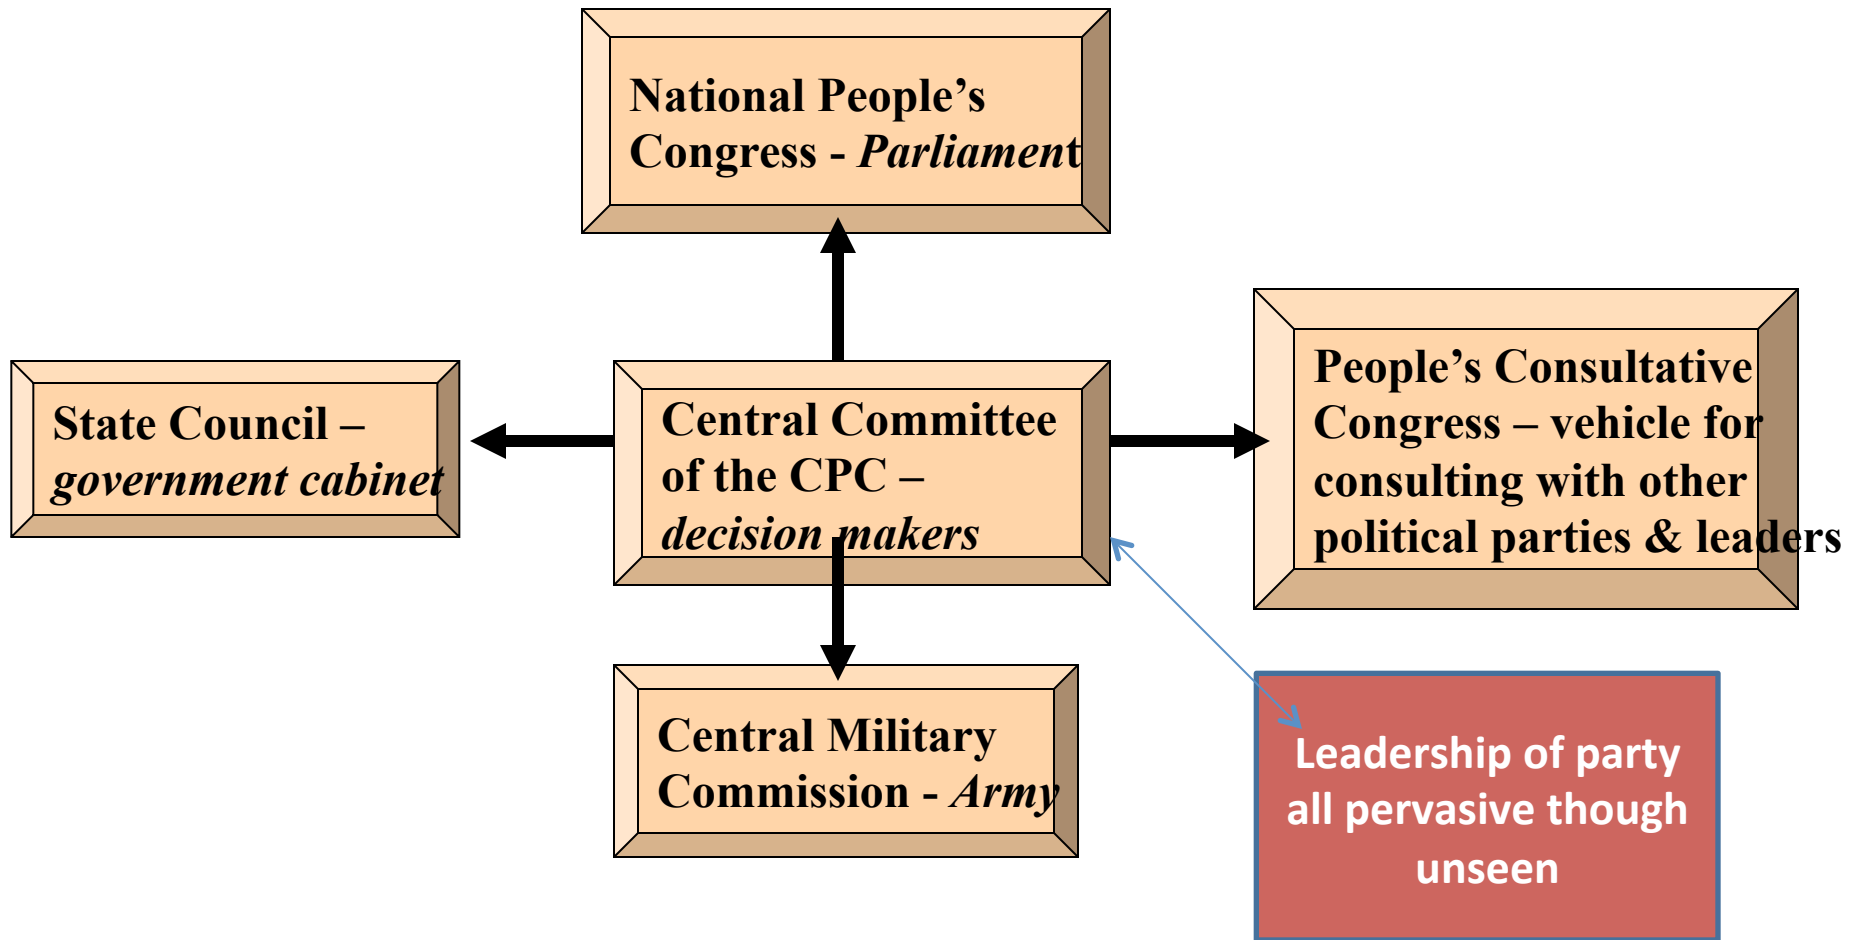 National People’s
Congress - Parliament
State Council –
government cabinet
Central Committee
of the CPC –
decision makers
People’s Consultative
Congress – vehicle for
consulting with other
political parties & leaders
Central Military
Commission - Army
Leadership of party
all pervasive though
unseen